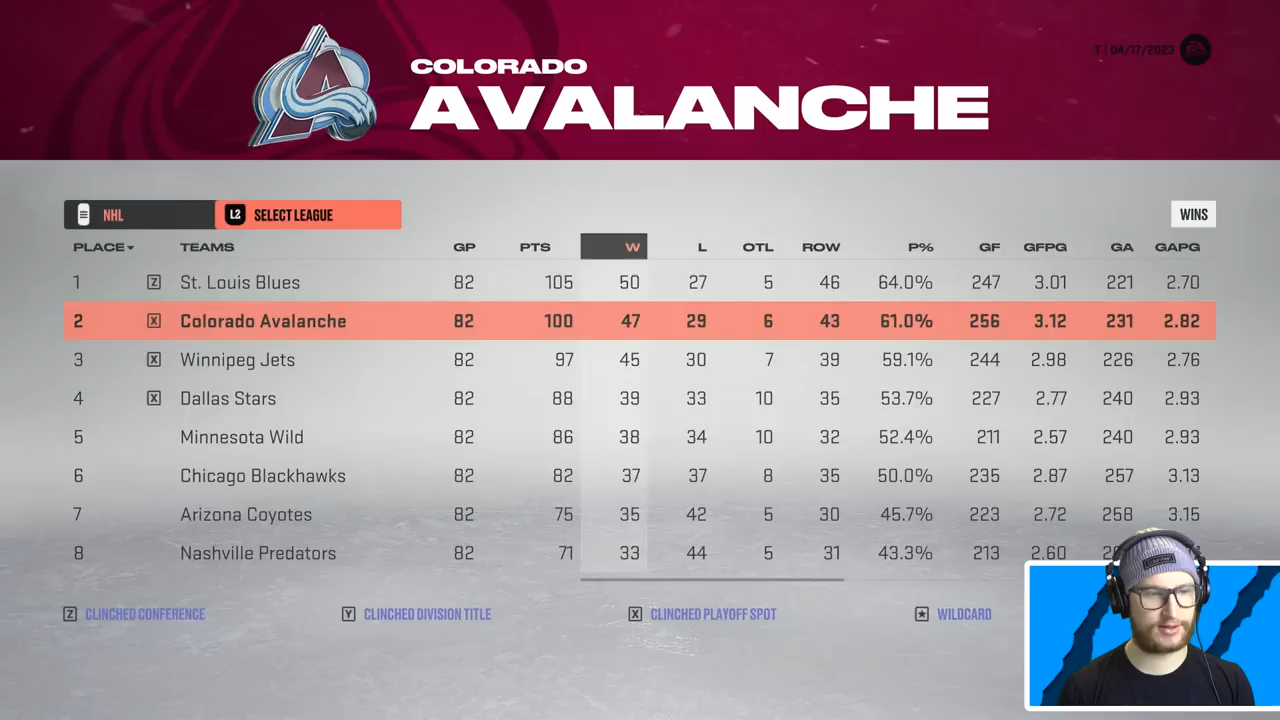 COLORADO
AVALANCHE
T | 04/17/2023 EA
NHL L2 SELECT LEAGUE WINS
PLACE TEAMS GP PTS W L OTL ROW P% GF GFPG GA GAPG
1 Z St. Louis Blues 82 105 50 27 5 46 64.0% 247 3.01 221 2.70
2 X Colorado Avalanche 82 100 47 29 6 43 61.0% 256 3.12 231 2.82
3 X Winnipeg Jets 82 97 45 30 7 39 59.1% 244 2.98 226 2.76
4 X Dallas Stars 82 88 39 33 10 35 53.7% 227 2.77 240 2.93
5 Minnesota Wild 82 86 38 34 10 32 52.4% 211 2.57 240 2.93
6 Chicago Blackhawks 82 82 37 37 8 35 50.0% 235 2.87 257 3.13
7 Arizona Coyotes 82 75 35 42 5 30 45.7% 223 2.72 258 3.15
8 Nashville Predators 82 71 33 44 5 31 43.3% 213 2.60
Z CLINCHED CONFERENCE Y CLINCHED DIVISION TITLE X CLINCHED PLAYOFF SPOT ★ WILDCARD